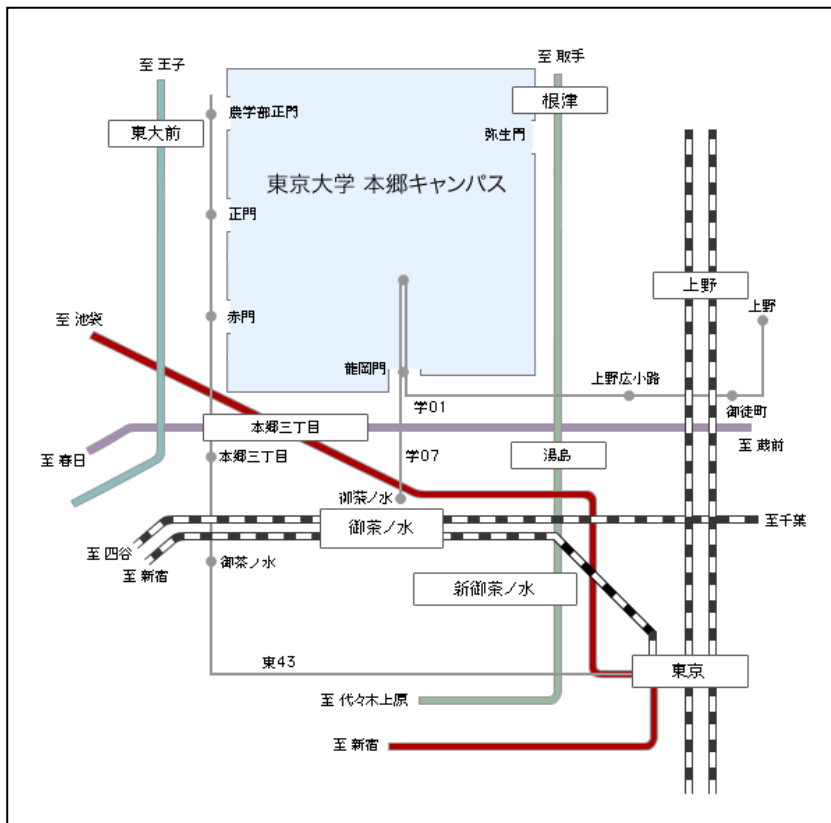 至 王子
至 取手
根津
農学部正門
東大前
弥生門
東京大学 本郷キャンパス
正門
上野
上野
至 池袋
赤門
龍岡門
上野広小路
御徒町
学01
本郷三丁目
至 蔵前
至 春日
本郷三丁目
学07
湯島
御茶ノ水
御茶ノ水
至千葉
至 四谷
至 新宿
御茶ノ水
新御茶ノ水
東43
東京
至 代々木上原
至 新宿